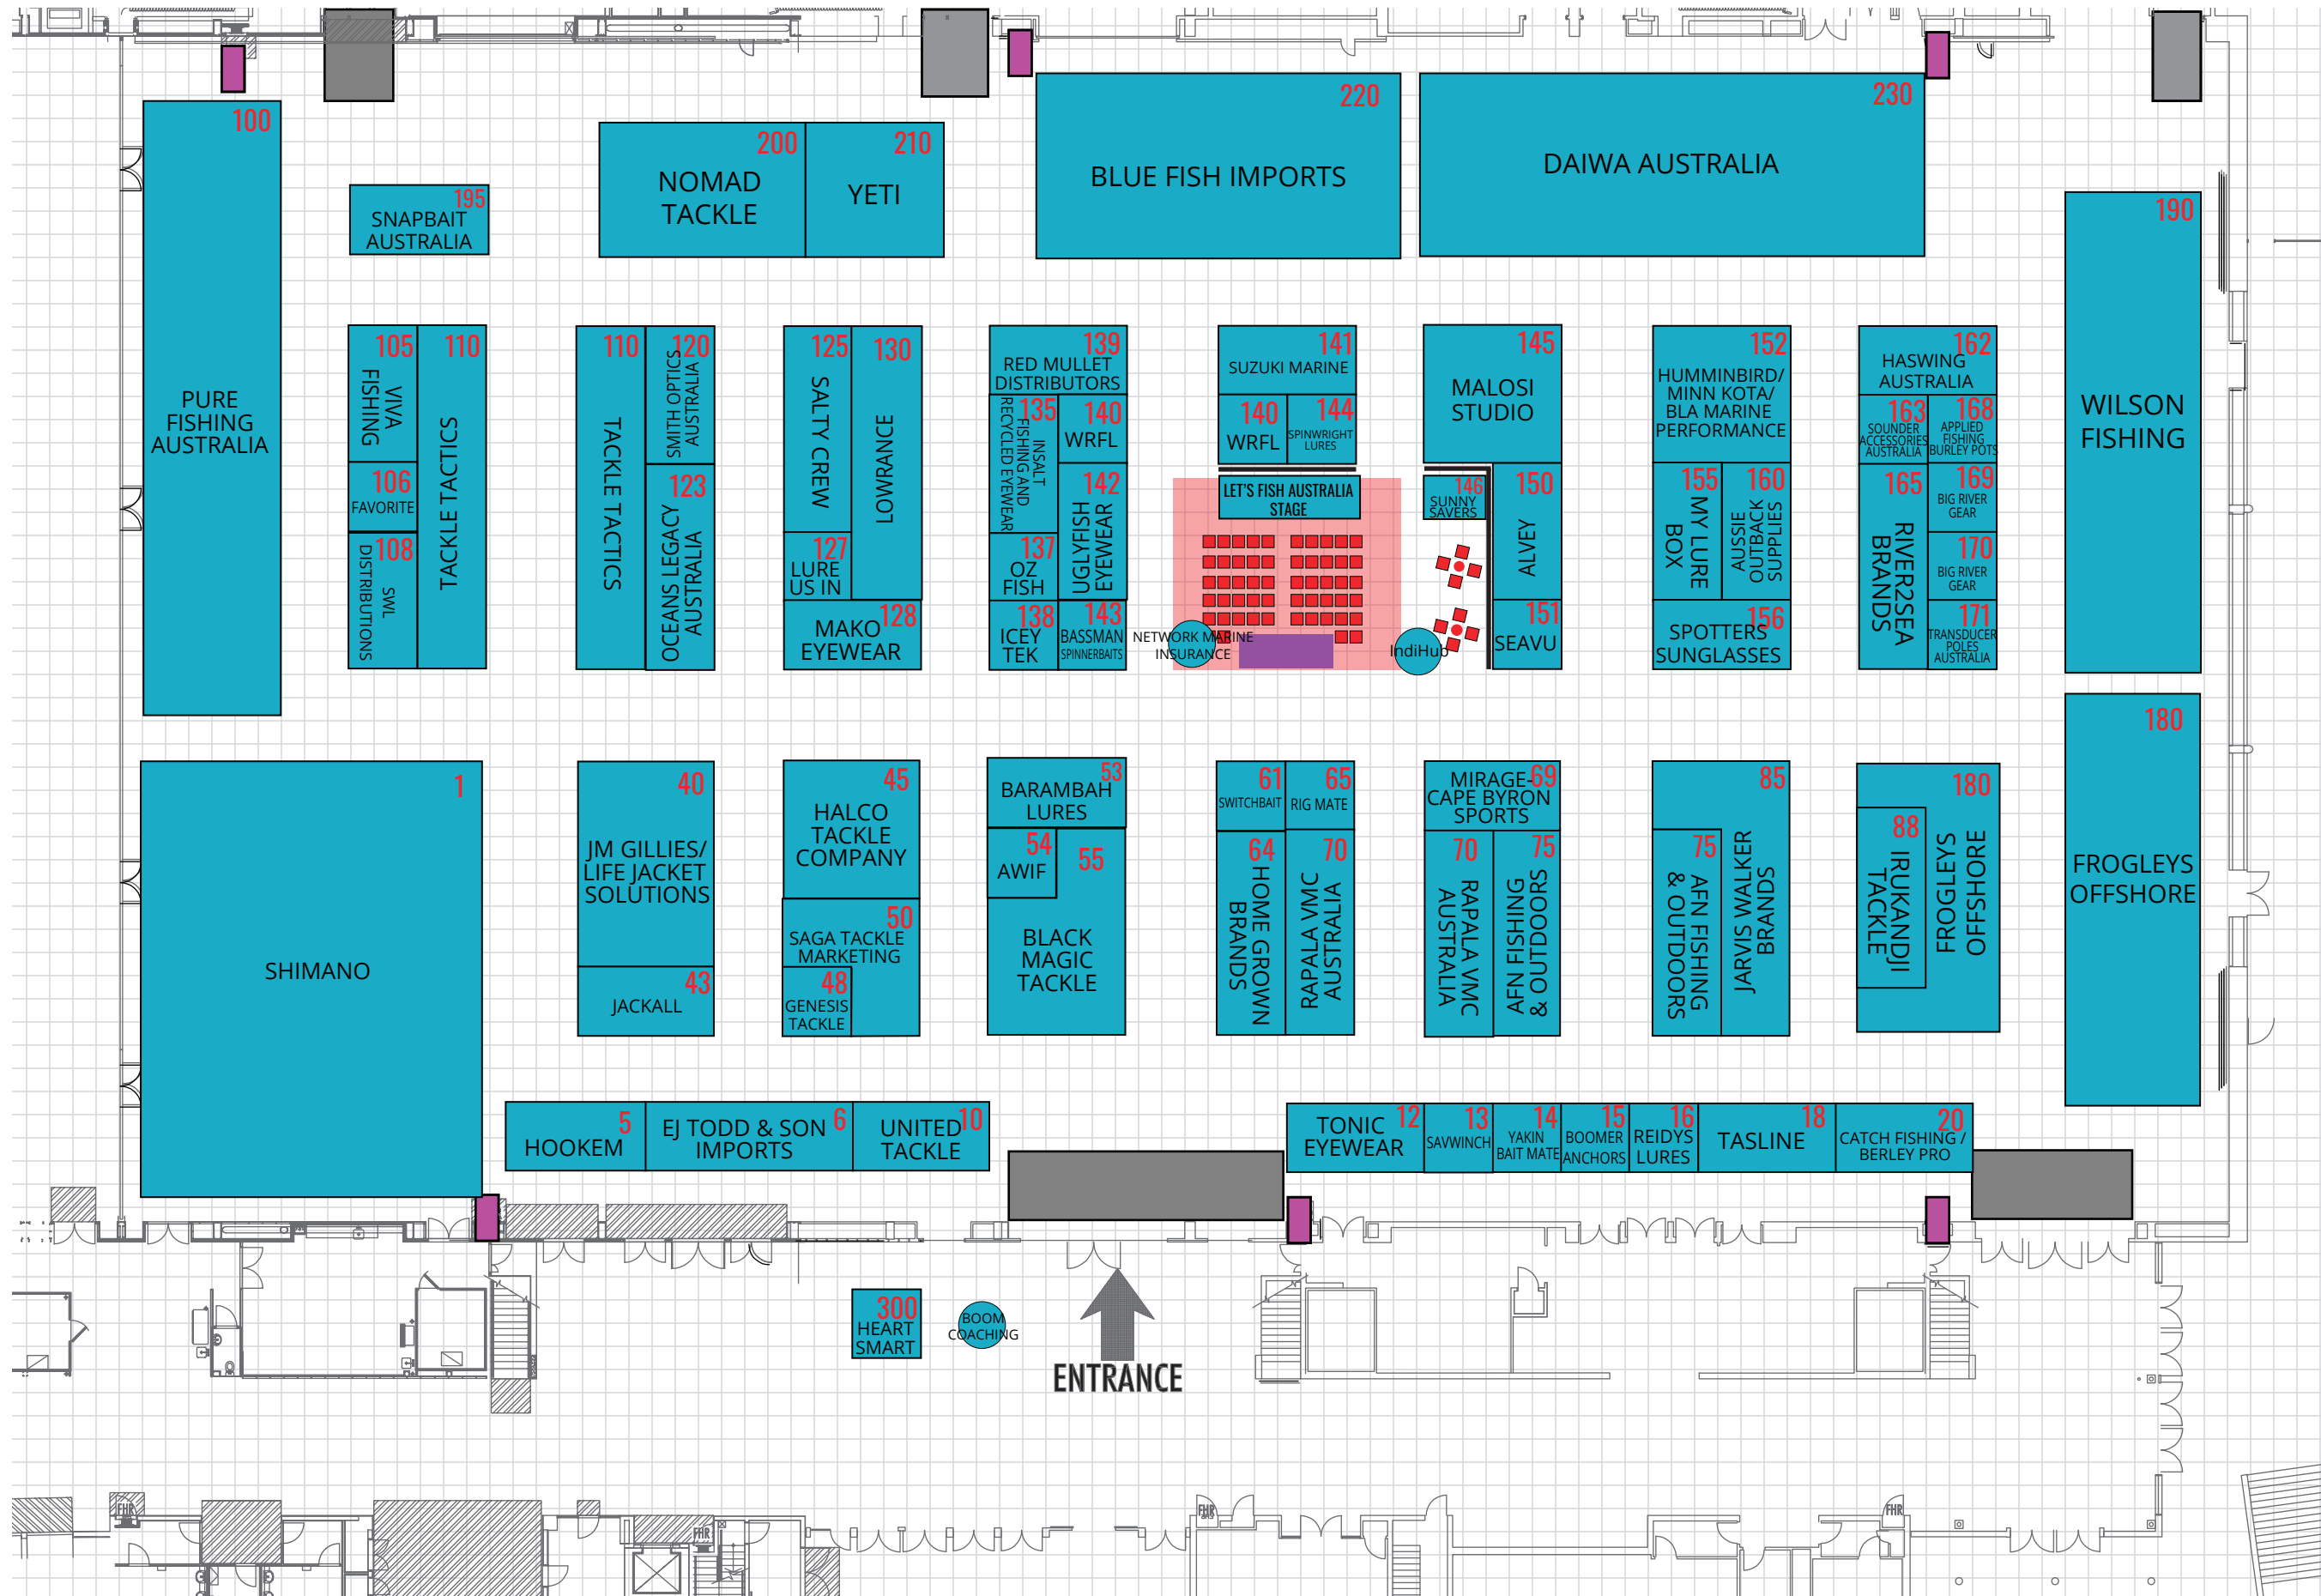 100
PURE
FISHING
AUSTRALIA
195
SNAPBAIT
AUSTRALIA
200
NOMAD
TACKLE
210
YETI
220
BLUE FISH IMPORTS
230
DAIWA AUSTRALIA
190
WILSON
FISHING
105
VIVA
FISHING
106
FAVORITE
108
SWL
DISTRIBUTIONS
110
TACKLE TACTICS
110
TACKLE TACTICS
120
SMITH OPTICS
AUSTRALIA
123
OCEANS LEGACY
AUSTRALIA
125
SALTY CREW
127
LURE
US IN
128
MAKO
EYEWEAR
130
LOWRANCE
139
RED MULLET
DISTRIBUTORS
135
INSALT
FISHING AND
RECYCLED EYEWEAR
137
OZ
FISH
138
ICEY
TEK
140
WRFL
142
UGLYFISH
EYEWEAR
143
BASSMAN
SPINNERBAITS
141
SUZUKI MARINE
140
WRFL
144
SPINWRIGHT
LURES
LET'S FISH AUSTRALIA
STAGE
NETWORK MARINE
INSURANCE
145
MALOSI
STUDIO
146
SUNNY
SAVERS
150
ALVEY
151
SEAVU
IndiHub
152
HUMMINBIRD/
MINN KOTA/
BLA MARINE
PERFORMANCE
155
MY LURE
BOX
160
AUSSIE
OUTBACK
SUPPLIES
156
SPOTTERS
SUNGLASSES
162
HASWING
AUSTRALIA
163
SOUNDER
ACCESSORIES
AUSTRALIA
168
APPLIED
FISHING
BURLEY POTS
165
RIVER2SEA
BRANDS
169
BIG RIVER
GEAR
170
BIG RIVER
GEAR
171
TRANSDUCER
POLES
AUSTRALIA
180
FROGLEYS
OFFSHORE
1
SHIMANO
40
JM GILLIES/
LIFE JACKET
SOLUTIONS
43
JACKALL
45
HALCO
TACKLE
COMPANY
50
SAGA TACKLE
MARKETING
48
GENESIS
TACKLE
53
BARAMBAH
LURES
54
AWIF
55
BLACK
MAGIC
TACKLE
61
SWITCHBAIT
65
RIG MATE
64
HOME GROWN
BRANDS
70
RAPALA VMC
AUSTRALIA
69
MIRAGE-
CAPE BYRON
SPORTS
70
RAPALA VMC
AUSTRALIA
75
AFN FISHING
& OUTDOORS
85
JARVIS WALKER
BRANDS
75
AFN FISHING
& OUTDOORS
180
FROGLEYS
OFFSHORE
88
IRUKANDJI
TACKLE
5
HOOKEM
6
EJ TODD & SON
IMPORTS
10
UNITED
TACKLE
12
TONIC
EYEWEAR
13
SAVWINCH
14
YAKIN
BAIT MATE
15
BOOMER
ANCHORS
16
REIDYS
LURES
18
TASLINE
20
CATCH FISHING /
BERLEY PRO
300
HEART
SMART
BOOM
COACHING
ENTRANCE
FHR
FHR
FHR
FHR